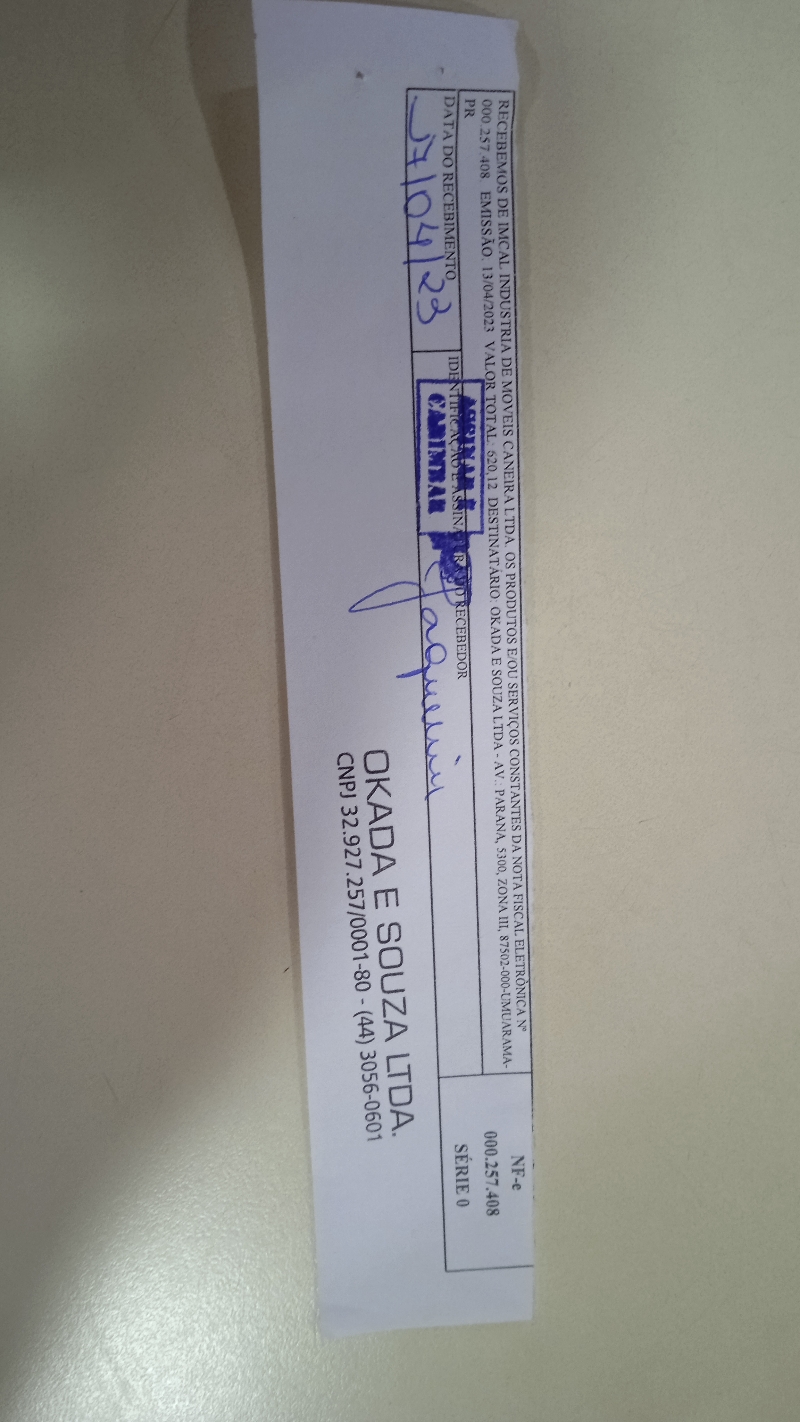 RECEBEMOS DE IMCAL INDUSTRIA DE MOVEIS CANEIRA LTDA. OS PRODUTOS E/OU SERVIÇOS CONSTANTES DA NOTA FISCAL ELETRÔNICA Nº
000.257.408 EMISSÃO: 13/04/2023 VALOR TOTAL: 620,12 DESTINATÁRIO: OKADA E SOUZA LTDA - AV.: PARANA, 5300, ZONA III, 87502-000-UMUARAMA-
PR
NF-e
000.257.408
SÉRIE 0
DATA DO RECEBIMENTO
17/04/23
IDENTIFICAÇÃO E ASSINATURA DO RECEBEDOR
ASSINAR E
CARIMBAR
OKADA E SOUZA LTDA.
CNPJ 32.927.257/0001-80 - (44) 3056-0601